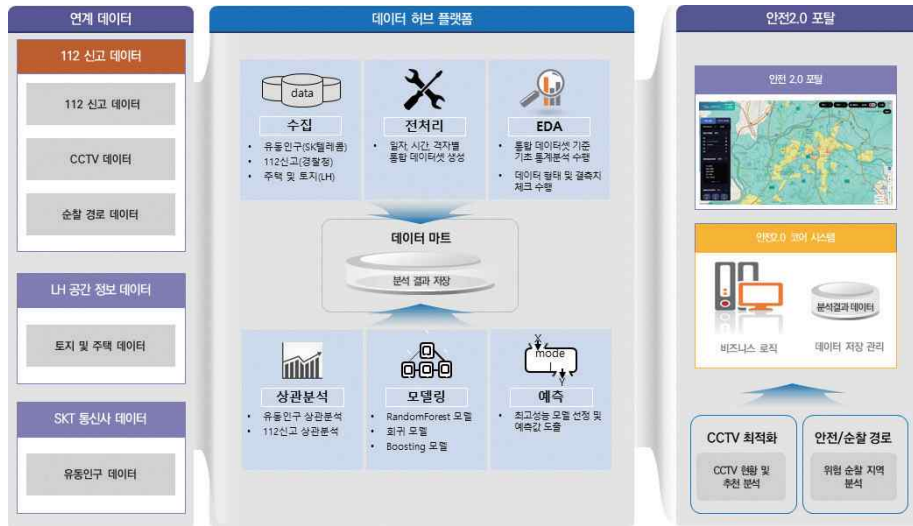 연계 데이터
112 신고 데이터
112 신고 데이터
CCTV 데이터
순찰 경로 데이터
LH 공간 정보 데이터
토지 및 주택 데이터
SKT 통신사 데이터
유동인구 데이터
데이터 허브 플랫폼
data
수집
• 유동인구(SK텔레콤)
• 112신고(경찰청)
• 주택 및 토지(LH)
전처리
• 일자, 시간, 격자별
통합 데이터셋 생성
EDA
• 통합 데이터셋 기준
기초 통계분석 수행
• 데이터 형태 및 결측치
체크 수행
데이터 마트
분석 결과 저장
상관분석
• 유동인구 상관분석
• 112신고 상관분석
모델링
• RandomForest 모델
• 회귀 모델
• Boosting 모델
X
mode
l
Y
예측
• 최고성능 모델 선정 및
예측값 도출
안전2.0 포탈
안전 2.0 포탈
안전2.0 코어 시스템
비즈니스 로직
분석결과 데이터
데이터 저장 관리
CCTV 최적화
CCTV 현황 및
추천 분석
안전/순찰 경로
위험 순찰 지역
분석